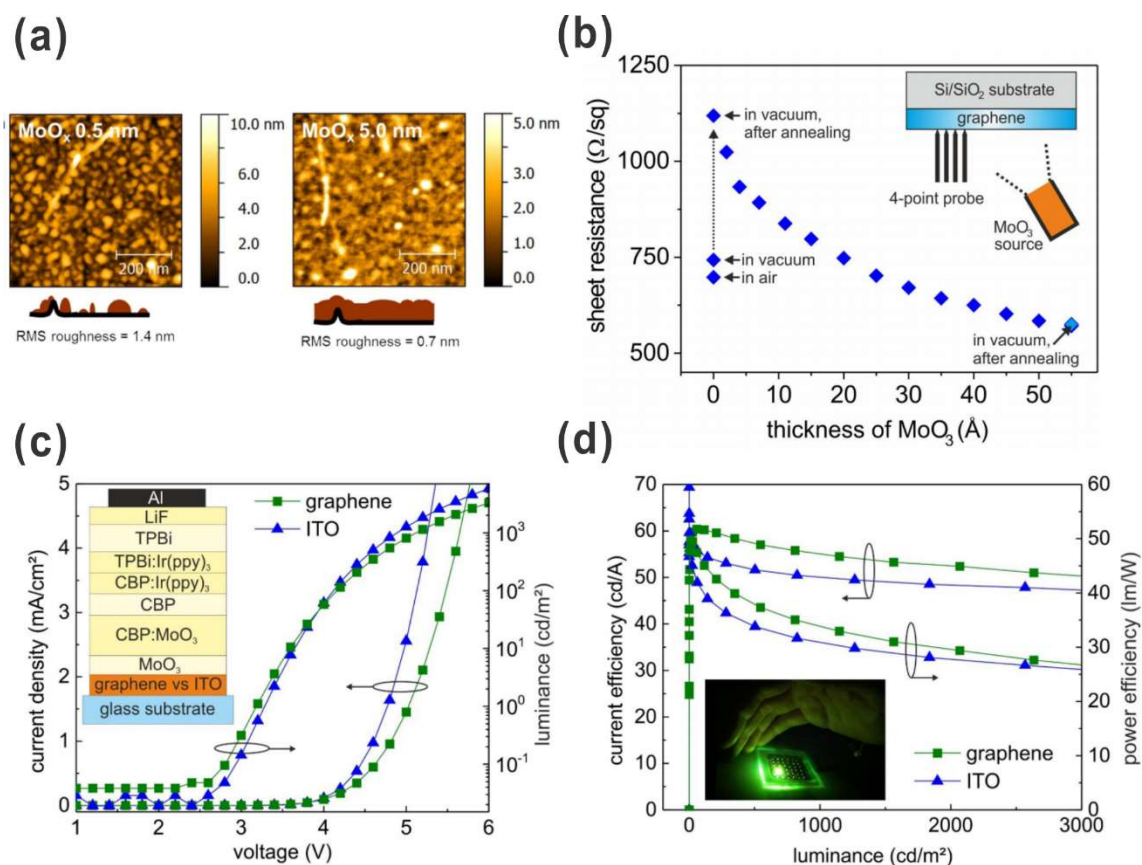 (a)
MoOₓ 0.5 nm
200 nm
10.0 nm
8.0
6.0
4.0
2.0
0.0
RMS roughness = 1.4 nm
MoOₓ 5.0 nm
200 nm
5.0 nm
4.0
3.0
2.0
1.0
0.0
RMS roughness = 0.7 nm
(b)
sheet resistance (Ω/sq)
1250
1000
750
500
in vacuum,
after annealing
in vacuum
in air
Si/SiO₂ substrate
graphene
4-point probe
MoO₃
source
in vacuum,
after annealing
0 10 20 30 40 50
thickness of MoO₃ (Å)
(c)
current density (mA/cm²)
5
4
3
2
1
0
Al
LiF
TPBi
TPBi:Ir(ppy)₃
CBP:Ir(ppy)₃
CBP
CBP:MoO₃
MoO₃
graphene vs ITO
glass substrate
graphene
ITO
10³
10²
10¹
10⁰
10⁻¹
luminance (cd/m²)
1 2 3 4 5 6
voltage (V)
(d)
current efficiency (cd/A)
70
60
50
40
30
20
10
0
graphene
ITO
60
50
40
30
20
10
0
power efficiency (lm/W)
0 1000 2000 3000
luminance (cd/m²)